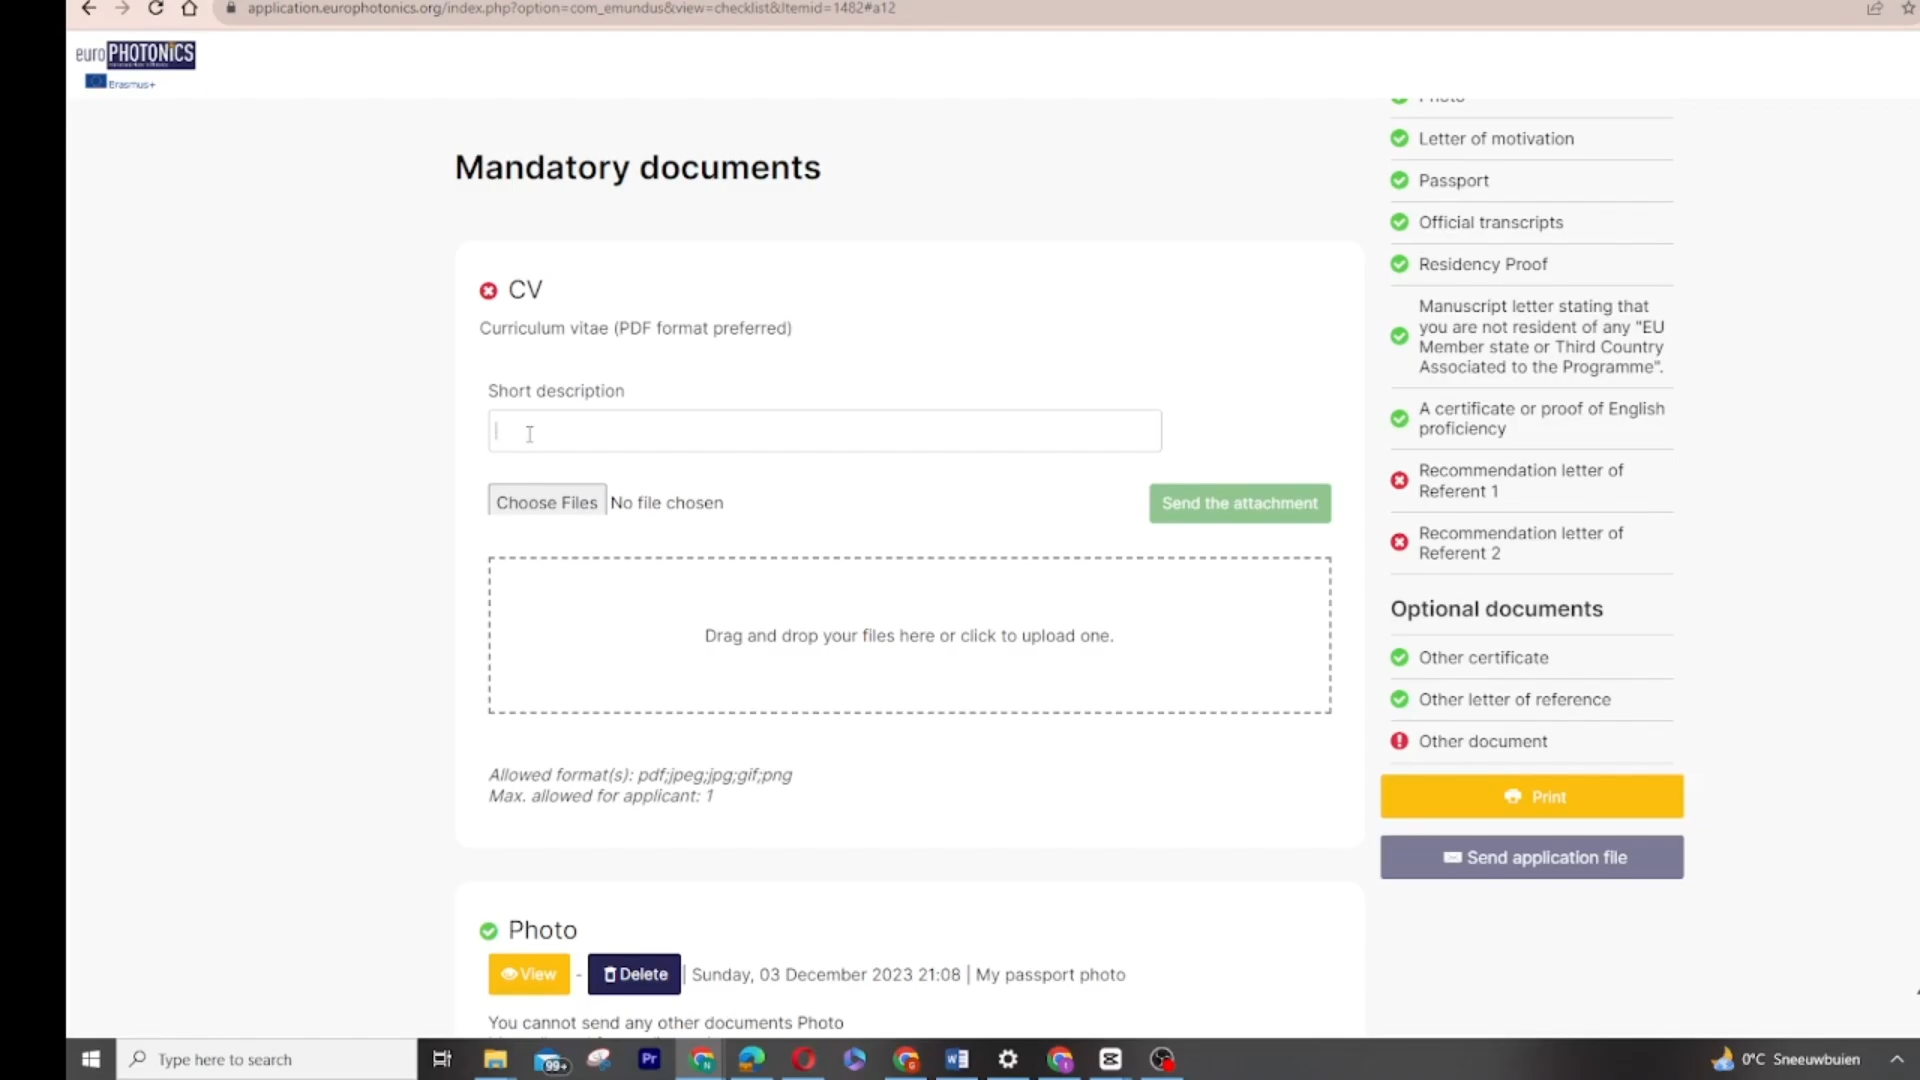 application.europhotonics.org/index.php?option=com_emundus&view=checklist&Itemid=1482#a12
euro PHOTONICS
Erasmus+
Mandatory documents
CV
Curriculum vitae (PDF format preferred)
Short description
Choose Files No file chosen
Send the attachment
Drag and drop your files here or click to upload one.
Allowed format(s): pdf;jpeg;jpg;gif;png
Max. allowed for applicant: 1
Photo
View - Delete | Sunday, 03 December 2023 21:08 | My passport photo
You cannot send any other documents Photo
Photo
Letter of motivation
Passport
Official transcripts
Residency Proof
Manuscript letter stating that
you are not resident of any "EU
Member state or Third Country
Associated to the Programme".
A certificate or proof of English
proficiency
Recommendation letter of
Referent 1
Recommendation letter of
Referent 2
Optional documents
Other certificate
Other letter of reference
Other document
Print
Send application file
Type here to search
99+
Pr
0°C Sneeuwbuien